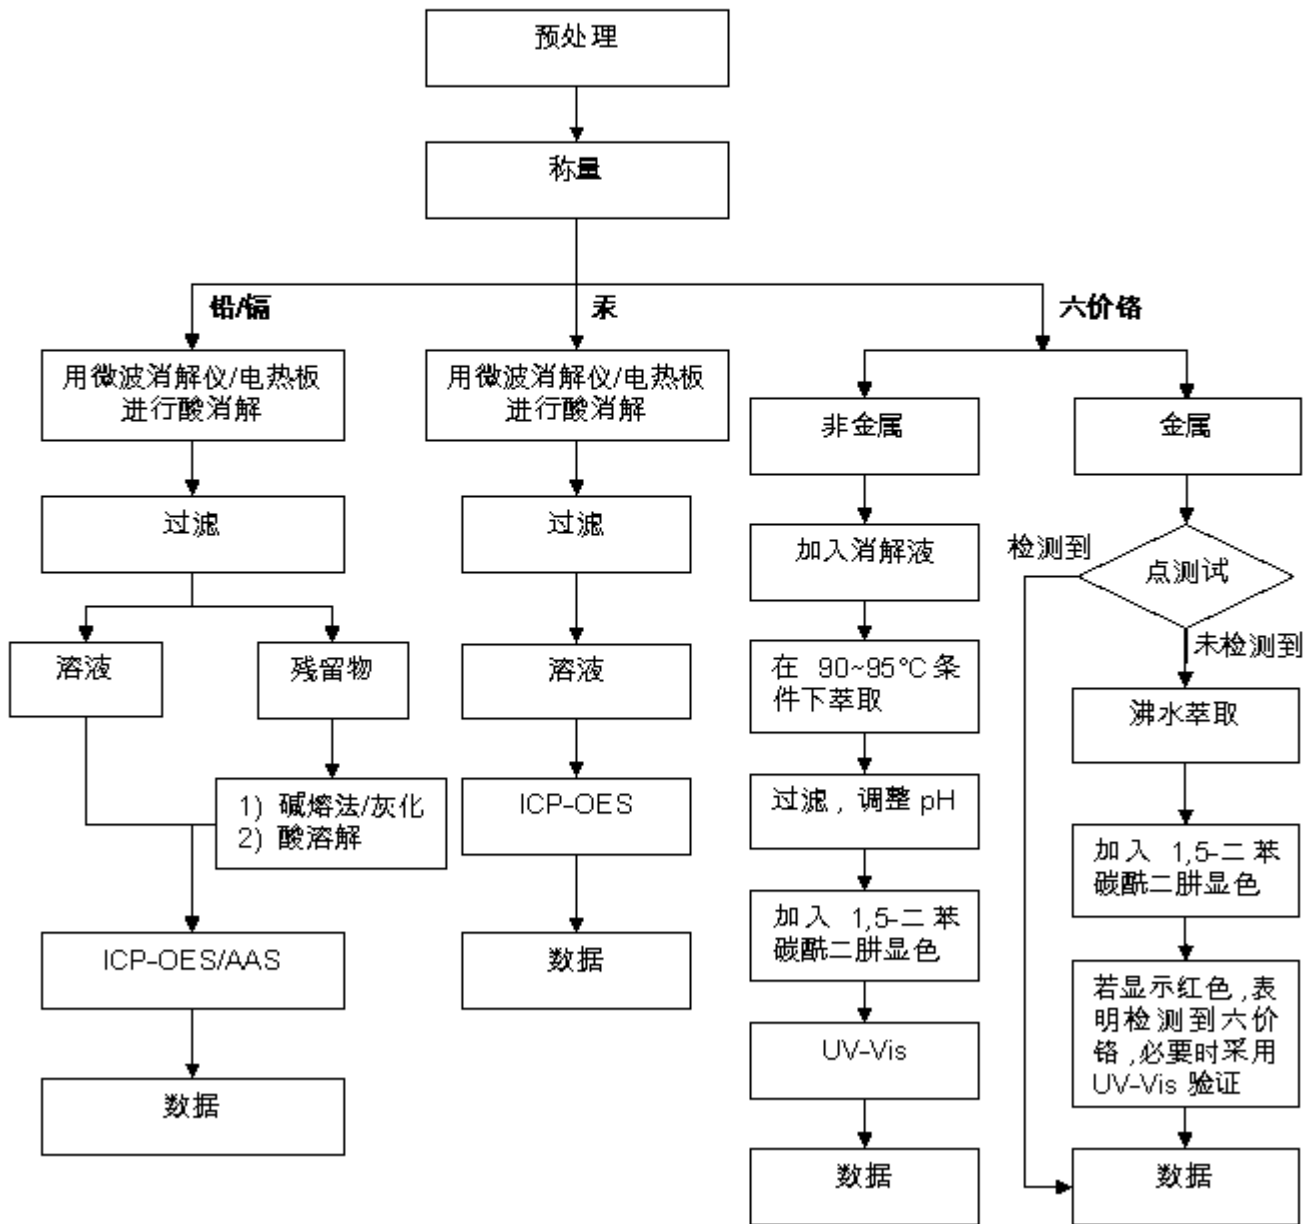 预处理
称量
铅/镉
汞
六价铬
用微波消解仪/电热板
进行酸消解
过滤
溶液
残留物
1) 碱熔法/灰化
2) 酸溶解
ICP-OES/AAS
数据
用微波消解仪/电热板
进行酸消解
过滤
溶液
ICP-OES
数据
非金属
加入消解液
在 90~95°C条
件下萃取
过滤，调整 pH
加入 1,5-二苯
碳酰二肼显色
UV-Vis
数据
金属
点测试
检测到
未检测到
沸水萃取
加入 1,5-二苯
碳酰二肼显色
若显示红色,表
明检测到六价
铬,必要时采用
UV-Vis 验证
数据